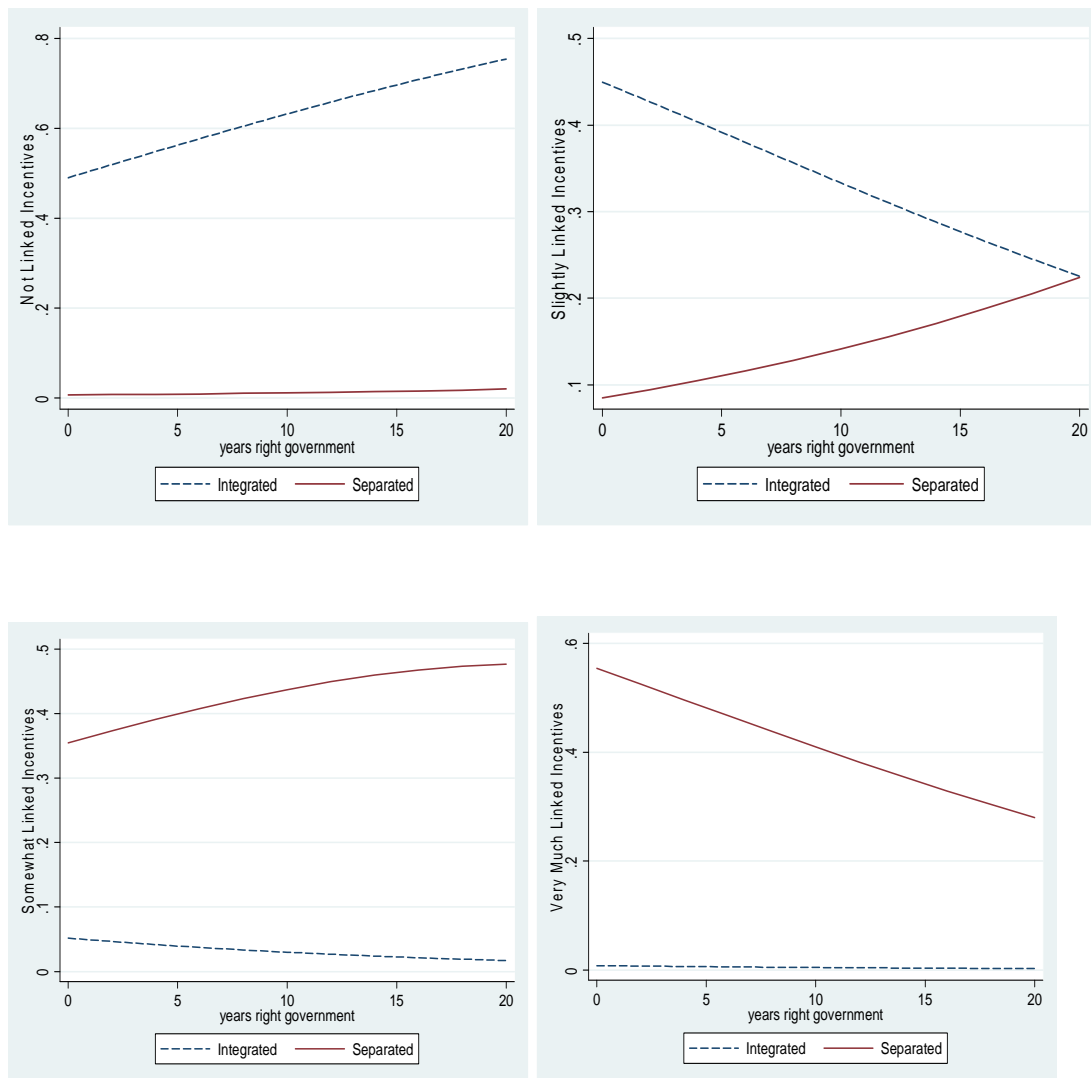 Not Linked Incentives
.8
.6
.4
.2
0
0 5 10 15 20
years right government
Integrated Separated
Slightly Linked Incentives
.5
.4
.3
.2
.1
0 5 10 15 20
years right government
Integrated Separated
Somewhat Linked Incentives
.5
.4
.3
.2
.1
0
0 5 10 15 20
years right government
Integrated Separated
Very Much Linked Incentives
.6
.4
.2
0
0 5 10 15 20
years right government
Integrated Separated